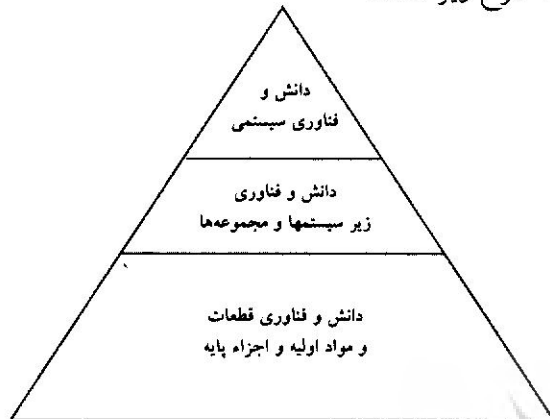 دانش و
فناوری سیستمی
دانش و فناوری
زیر سیستمها و مجموعه‌ها
دانش و فناوری قطعات
و مواد اولیه و اجزاء پایه